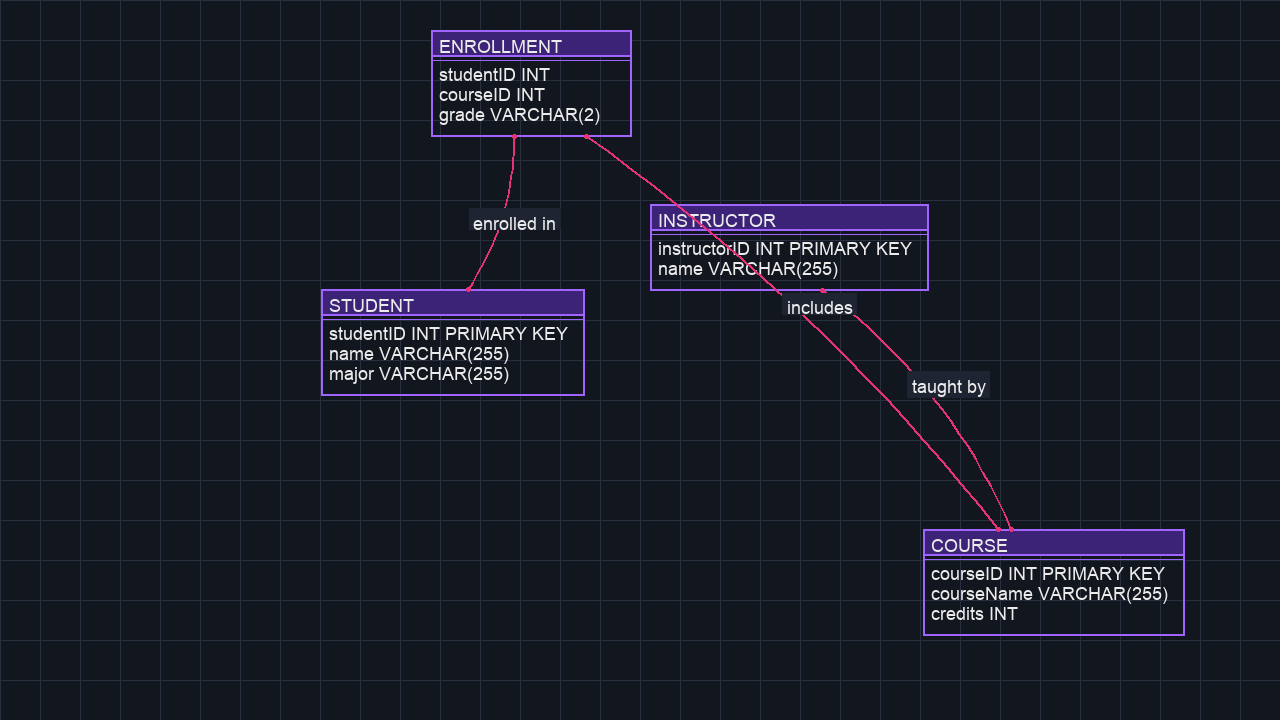 ENROLLMENT
studentID INT
courseID INT
grade VARCHAR(2)
enrolled in
INSTRUCTOR
instructorID INT PRIMARY KEY
name VARCHAR(255)
includes
STUDENT
studentID INT PRIMARY KEY
name VARCHAR(255)
major VARCHAR(255)
taught by
COURSE
courseID INT PRIMARY KEY
courseName VARCHAR(255)
credits INT